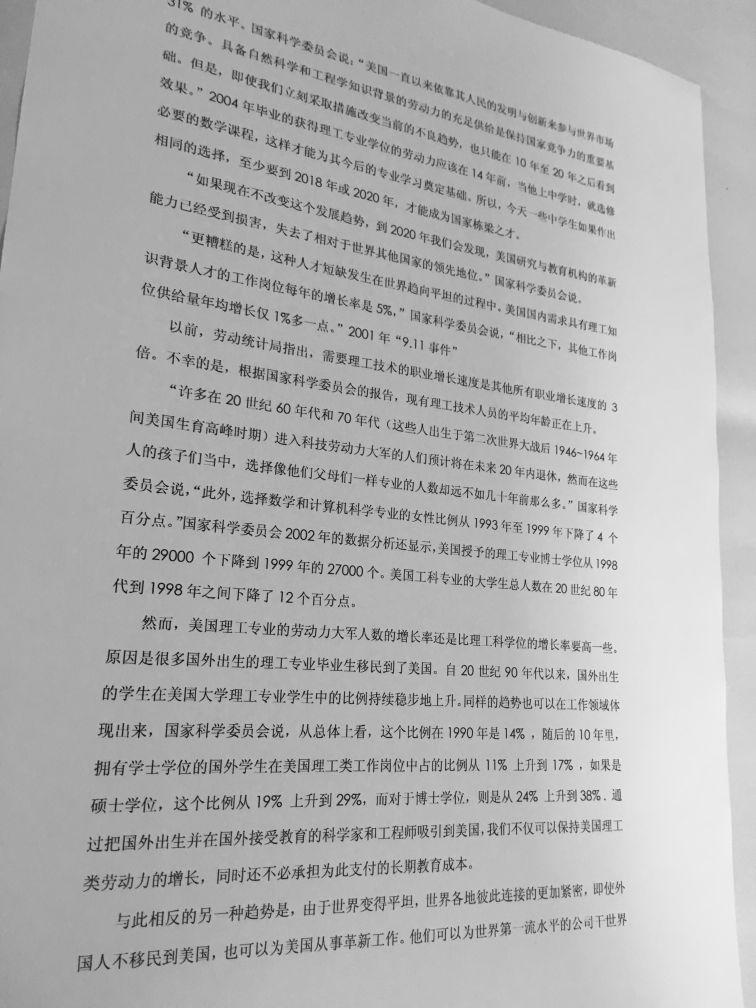 31% 的水平、国家科学委员会说：“美国一直以来依靠其人民的发明与创新来参与世界市场
的竞争。具备自然科学和工程学知识背景的劳动力的充足供给是保持国家竞争力的重要基
础。但是，即使我们立刻采取措施改变当前的不良趋势，也只能在 10 年至 20 年之后看到
效果。”2004 年毕业的获得理工专业学位的劳动力应该在 14 年前，当他上中学时，就选修
必要的数学课程，这样才能为其今后的专业学习奠定基础。所以，今天一些中学生如果作出
相同的选择，至少要到 2018 年或 2020 年，才能成为国家栋梁之才。
“如果现在不改变这个发展趋势，到 2020 年我们会发现，美国研究与教育机构的革新
能力已经受到损害，失去了相对于世界其他国家的领先地位。”国家科学委员会说。
“更糟糕的是，这种人才短缺发生在世界趋向平坦的过程中。美国国内需求具有理工知
识背景人才的工作岗位每年的增长率是 5%，”国家科学委员会说，“相比之下，其他工作岗
位供给量年均增长仅 1%多一点。”2001 年“9.11 事件”
以前，劳动统计局指出，需要理工技术的职业增长速度是其他所有职业增长速度的 3
倍。不幸的是，根据国家科学委员会的报告，现有理工技术人员的平均年龄正在上升。
“许多在 20 世纪 60 年代和 70 年代（这些人出生于第二次世界大战后 1946~1964 年
间美国生育高峰时期）进入科技劳动力大军的人们预计将在未来 20 年内退休，然而在这些
人的孩子们当中，选择像他们父母们一样专业的人数却远不如几十年前那么多。”国家科学
委员会说，“此外，选择数学和计算机科学专业的女性比例从 1993 年至 1999 年下降了 4 个
百分点。”国家科学委员会 2002 年的数据分析还显示，美国授予的理工专业博士学位从 1998
年的 29000 个下降到 1999 年的 27000 个。美国工科专业的大学生总人数在 20 世纪 80 年
代到 1998 年之间下降了 12 个百分点。
然而，美国理工专业的劳动力大军人数的增长率还是比理工科学位的增长率要高一些。
原因是很多国外出生的理工专业毕业生移民到了美国。自 20 世纪 90 年代以来，国外出生
的学生在美国大学理工专业学生中的比例持续稳步地上升。同样的趋势也可以在工作领域体
现出来，国家科学委员会说，从总体上看，这个比例在 1990 年是 14% ，随后的 10 年里，
拥有学士学位的国外学生在美国理工类工作岗位中占的比例从 11% 上升到 17% ，如果是
硕士学位，这个比例从 19% 上升到 29%，而对于博士学位，则是从 24% 上升到 38% . 通
过把国外出生并在国外接受教育的科学家和工程师吸引到美国，我们不仅可以保持美国理工
类劳动力的增长，同时还不必承担为此支付的长期教育成本。
与此相反的另一种趋势是，由于世界变得平坦，世界各地彼此连接的更加紧密，即使外
国人不移民到美国，也可以为美国从事革新工作。他们可以为世界第一流水平的公司干世界